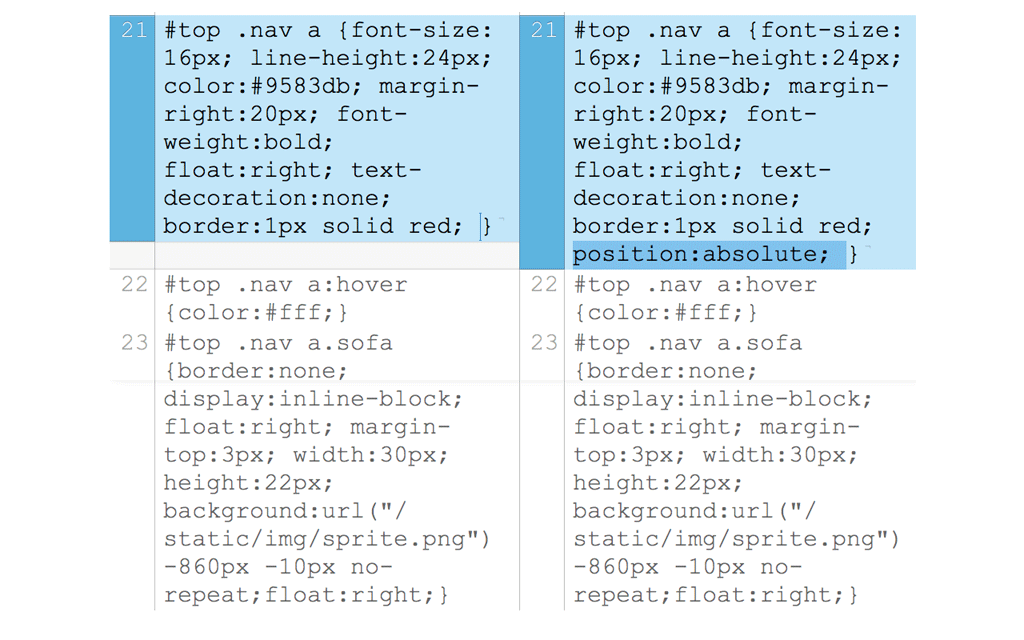 21 #top .nav a {font-size:
16px; line-height:24px;
color:#9583db; margin-
right:20px; font-
weight:bold;
float:right; text-
decoration:none;
border:1px solid red; }
22 #top .nav a:hover
{color:#fff;}
23 #top .nav a.sofa
{border:none;
display:inline-block;
float:right; margin-
top:3px; width:30px;
height:22px;
background:url("/
static/img/sprite.png")
-860px -10px no-
repeat;float:right;}
21 #top .nav a {font-size:
16px; line-height:24px;
color:#9583db; margin-
right:20px; font-
weight:bold;
float:right; text-
decoration:none;
border:1px solid red;
position:absolute; }
22 #top .nav a:hover
{color:#fff;}
23 #top .nav a.sofa
{border:none;
display:inline-block;
float:right; margin-
top:3px; width:30px;
height:22px;
background:url("/
static/img/sprite.png")
-860px -10px no-
repeat;float:right;}